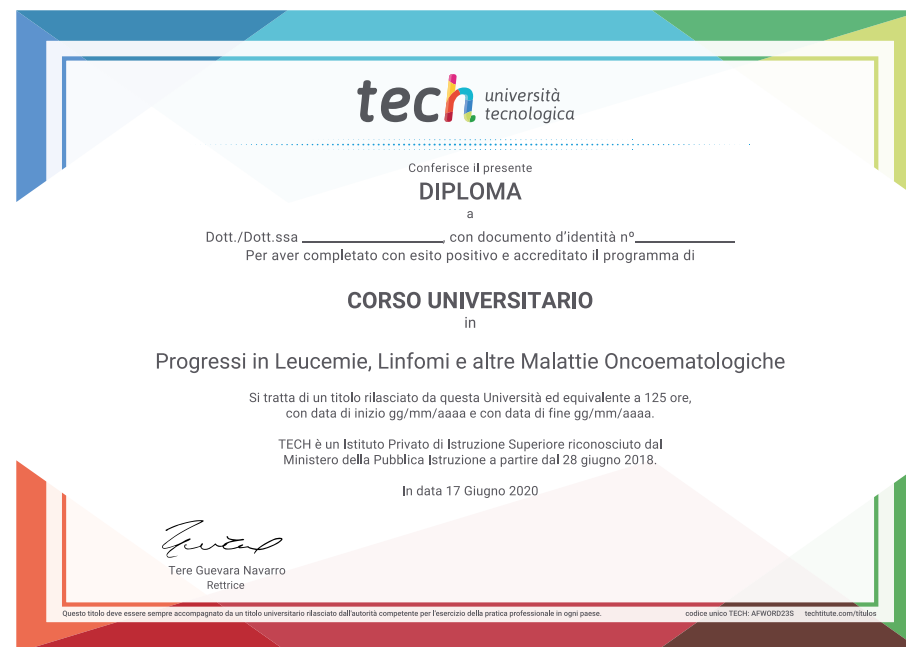 tech università
tecnologica
Conferisce il presente
DIPLOMA
a
Dott./Dott.ssa ____________________, con documento d'identità nº______________
Per aver completato con esito positivo e accreditato il programma di
CORSO UNIVERSITARIO
in
Progressi in Leucemie, Linfomi e altre Malattie Oncoematologiche
Si tratta di un titolo rilasciato da questa Università ed equivalente a 125 ore,
con data di inizio gg/mm/aaaa e con data di fine gg/mm/aaaa.
TECH è un Istituto Privato di Istruzione Superiore riconosciuto dal
Ministero della Pubblica Istruzione a partire dal 28 giugno 2018.
In data 17 Giugno 2020
Tere Guevara Navarro
Rettrice
Questo titolo deve essere sempre accompagnato da un titolo universitario rilasciato dall'autorità competente per l'esercizio della pratica professionale in ogni paese. codice unico TECH: AFWORD23S techtitute.com/titulos